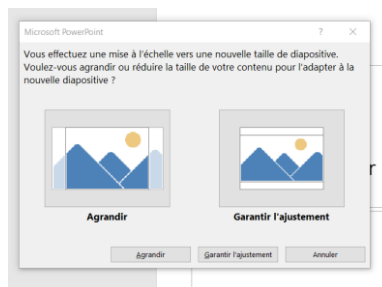 Microsoft PowerPoint
Vous effectuez une mise à l'échelle vers une nouvelle taille de diapositive.
Voulez-vous agrandir ou réduire la taille de votre contenu pour l'adapter à la
nouvelle diapositive ?
Agrandir
Garantir l'ajustement
Agrandir
Garantir l'ajustement
Annuler
r